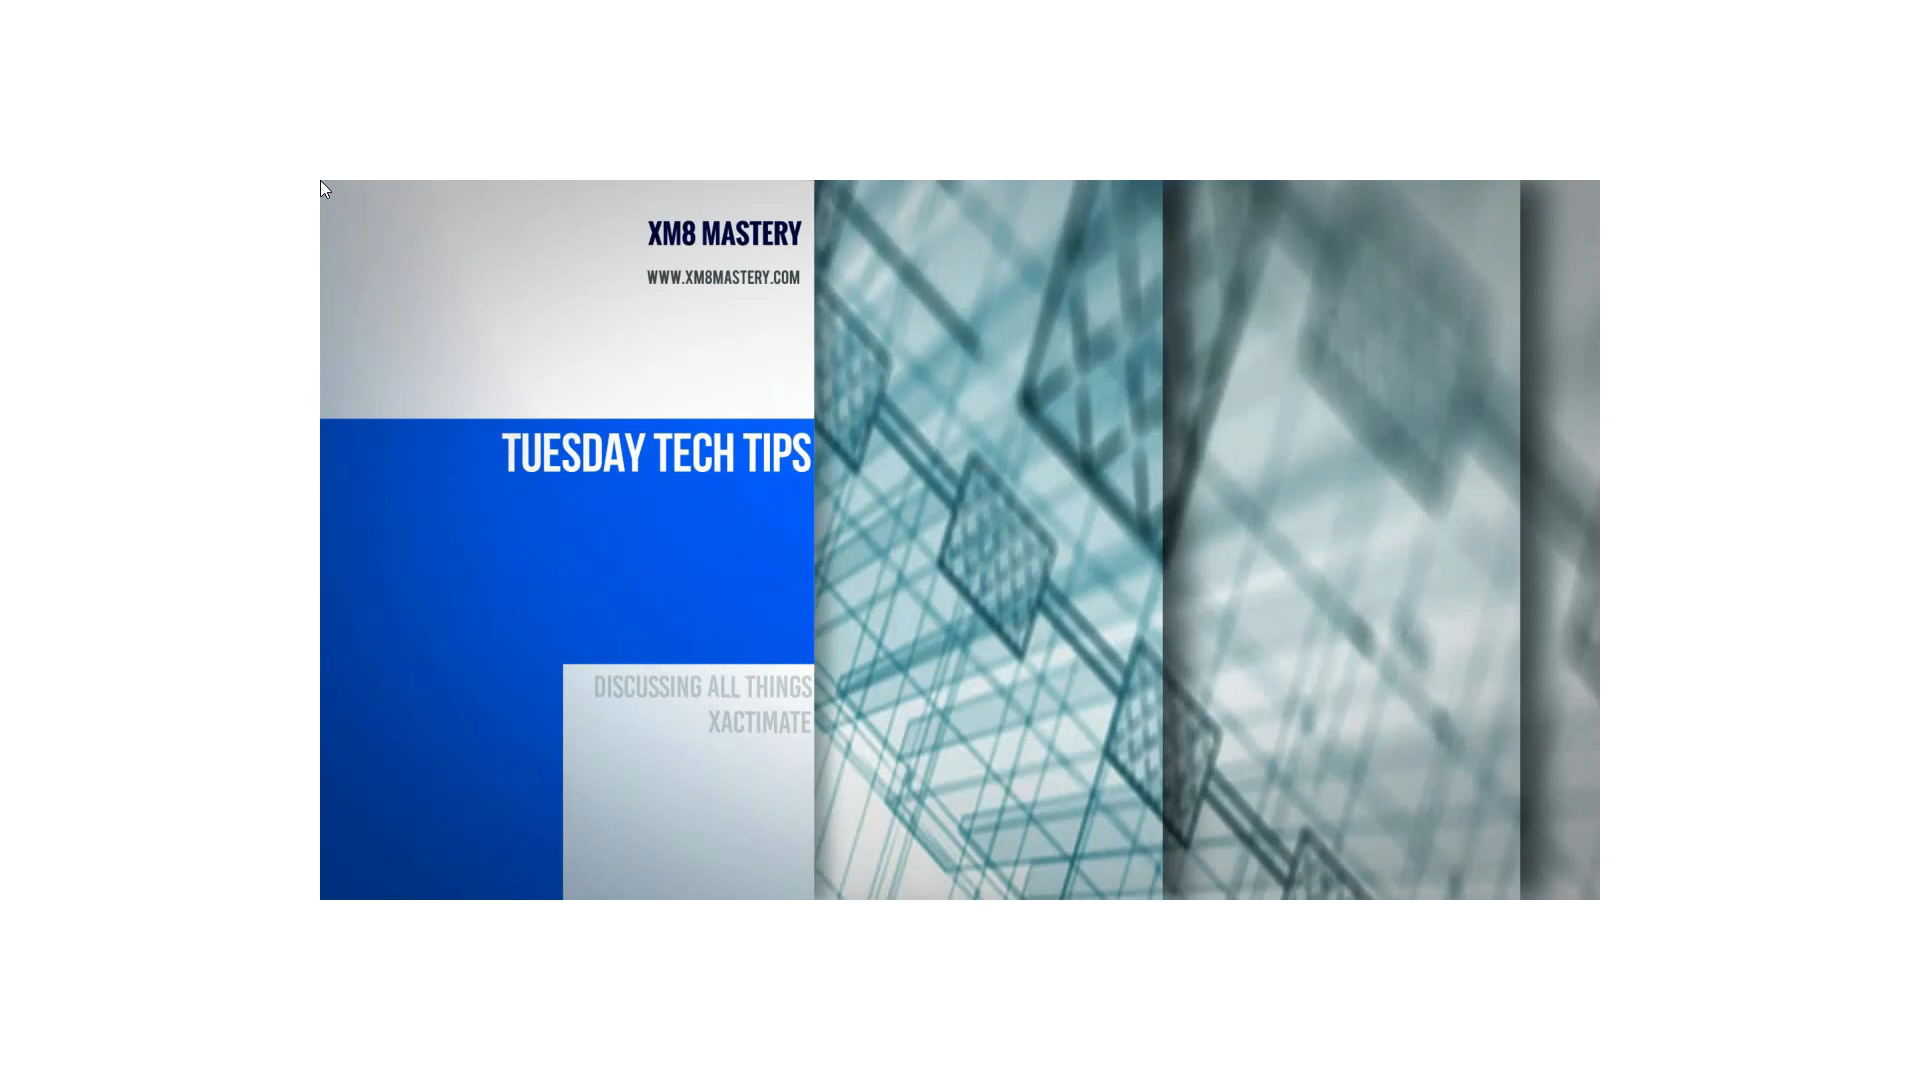 XM8 MASTERY
WWW.XM8MASTERY.COM
TUESDAY TECH TIPS
DISCUSSING ALL THINGS
XACTIMATE